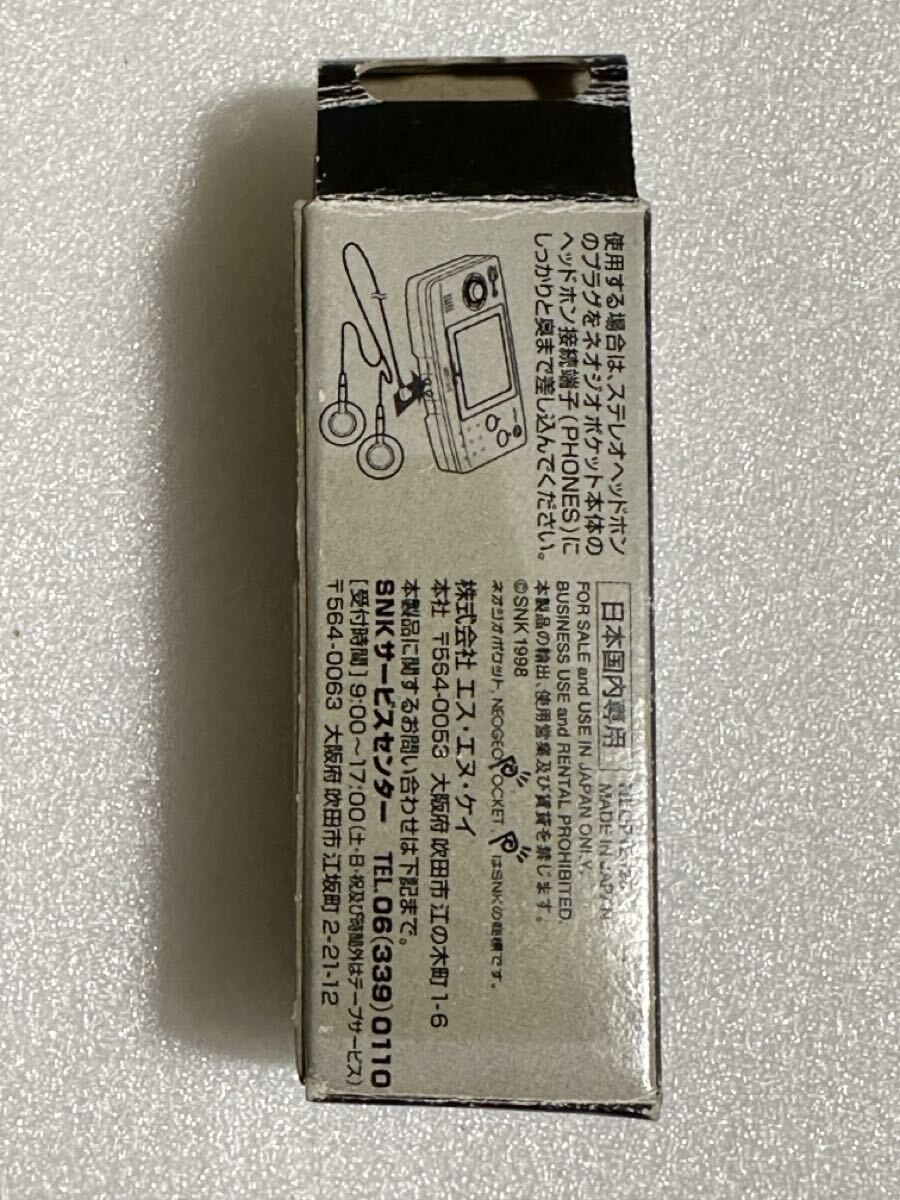 使用する場合は、ステレオヘッドホン
のプラグをネオジオポケット本体の
ヘッドホン接続端子(PHONES)に
しっかりと奥まで差し込んでください。
日本国内専用
MADE IN JAPAN
FOR SALE and USE IN JAPAN ONLY.
BUSINESS USE and RENTAL PROHIBITED.
本製品の輸出、使用営業及び賃貸を禁じます。
©SNK 1998
ネオジオポケット, NEOGEO POCKET はSNKの商標です。
株式会社 エス・エヌ・ケイ
本社 〒564-0053 大阪府 吹田市 江の木町 1-6
本製品に関するお問い合わせは下記まで。
SNKサービスセンター TEL.06(339)0110
[受付時間] 9:00~17:00 (土・日・祝及び時間外はテープサービス)
〒564-0063 大阪府 吹田市 江坂町 2-21-12